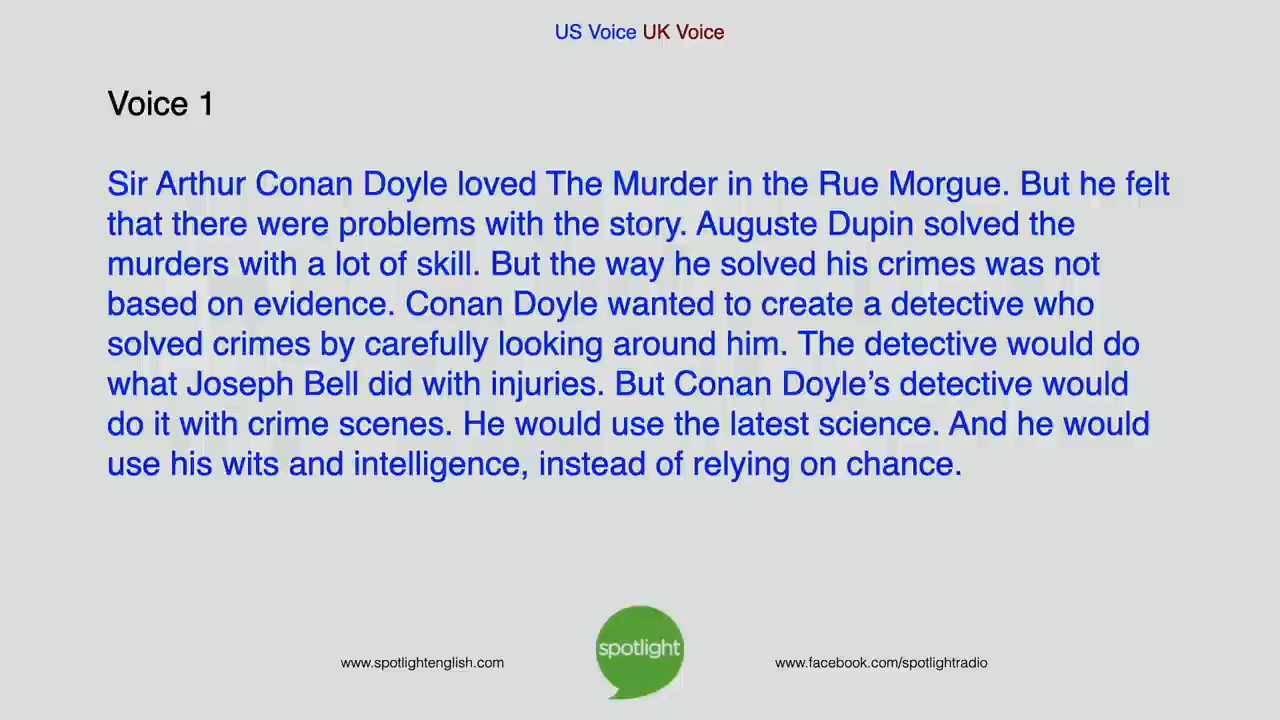 US Voice UK Voice
Voice 1
Sir Arthur Conan Doyle loved The Murder in the Rue Morgue. But he felt
that there were problems with the story. Auguste Dupin solved the
murders with a lot of skill. But the way he solved his crimes was not
based on evidence. Conan Doyle wanted to create a detective who
solved crimes by carefully looking around him. The detective would do
what Joseph Bell did with injuries. But Conan Doyle’s detective would
do it with crime scenes. He would use the latest science. And he would
use his wits and intelligence, instead of relying on chance.
www.spotlightenglish.com
spotlight
www.facebook.com/spotlightradio